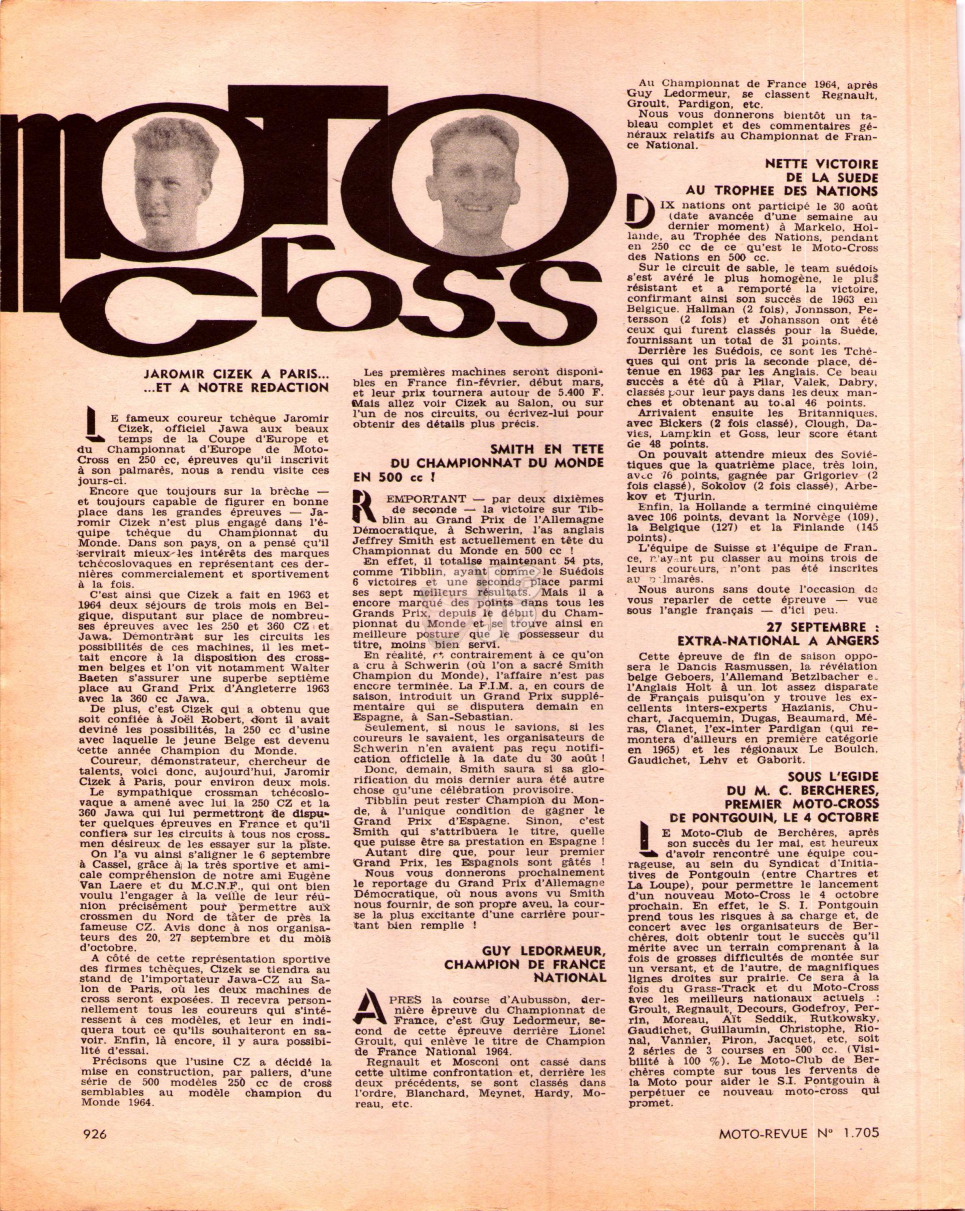 MOTO
CROSS
JAROMIR CIZEK A PARIS...
...ET A NOTRE REDACTION
LE fameux coureur tchéque Jaromir
Cizek, officiel Jawa aux beaux
temps de la Coupe d'Europe et
du Championnat d'Europe de Moto-
Cross en 250 cc, épreuves qu'il inscrivit
à son palmarès, nous a rendu visite ces
jours-ci.
Encore que toujours sur la brèche —
et toujours capable de figurer en bonne
place dans les grandes épreuves — Ja-
romir Cizek n'est plus engagé dans l'é-
quipe tchèque du Championnat du
Monde. Dans son pays, on a pensé qu'il
servirait mieux les intérêts des marques
tchécoslovaques en représentant ces der-
nières commercialement et sportivement
à la fois.
C'est ainsi que Cizek a fait en 1963 et
1964 deux séjours de trois mois en Bel-
gique, disputant sur place de nombreu-
ses épreuves avec les 250 et 360 CZ et
Jawa. Démontrant sur les circuits les
possibilités de ces machines, il les met-
tait encore à la disposition des cross-
men belges et l'on vit notamment Walter
Baeten s'assurer une superbe septième
place au Grand Prix d'Angleterre 1963
avec la 360 cc Jawa.
De plus, c'est Cizek qui a obtenu que
soit confiée à Joël Robert, dont il avait
deviné les possibilités, la 250 cc d'usine
avec laquelle le jeune Belge est devenu
cette année Champion du Monde.
Coureur, démonstrateur, chercheur de
talents, voici donc, aujourd'hui, Jaromir
Cizek à Paris, pour environ deux mois.
Le sympathique crossman tchécoslo-
vaque a amené avec lui la 250 CZ et la
360 Jawa qui lui permettront de dispu-
ter quelques épreuves en France et qu'il
confiera sur les circuits à tous nos cross-
men désireux de les essayer sur la piste.
On l'a vu ainsi s'aligner le 6 septembre
à Cassel, grâce à la très sportive et ami-
cale compréhension de notre ami Eugène
Van Laere et du M.C.N.F., qui ont bien
voulu l'engager à la veille de leur réu-
nion précisément pour permettre aux
crossmen du Nord de tâter de près la
fameuse CZ. Avis donc à nos organisa-
teurs des 20, 27 septembre et du mois
d'octobre.
A côté de cette représentation sportive
des firmes tchèques, Cizek se tiendra au
stand de l'importateur Jawa-CZ au Sa-
lon de Paris, où les deux machines de
cross seront exposées. Il recevra person-
nellement tous les coureurs qui s'inté-
ressent à ces modèles, et leur en indi-
quera tout ce qu'ils souhaiteront en sa-
voir. Enfin, là encore, il y aura possibi-
lité d'essai.
Précisons que l'usine CZ a décidé la
mise en construction, par paliers, d'une
série de 500 modèles 250 cc de cross
semblables au modèle champion du
Monde 1964.
Les premières machines seront disponi-
bles en France fin-février, début mars,
et leur prix tournera autour de 5.400 F.
Mais allez voir Cizek au Salon, ou sur
l'un de nos circuits, ou écrivez-lui pour
obtenir des détails plus précis.
SMITH EN TETE
DU CHAMPIONNAT DU MONDE
EN 500 cc !
REMPORTANT — par deux dixièmes
de seconde — la victoire sur Tib-
blin au Grand Prix de l'Allemagne
Démocratique, à Schwerin, l'as anglais
Jeffrey Smith est actuellement en tête du
Championnat du Monde en 500 cc !
En effet, il totalise maintenant 54 pts,
comme Tibblin, ayant comme le Suédois
6 victoires et une seconde place parmi
ses sept meilleurs résultats. Mais il a
encore marqué des points dans tous les
Grands Prix, depuis le début du Cham-
pionnat du Monde et se trouve ainsi en
meilleure posture que le possesseur du
titre, moins bien servi.
En réalité, et contrairement à ce qu'on
a cru à Schwerin (où l'on a sacré Smith
Champion du Monde), l'affaire n'est pas
encore terminée. La F.I.M. a, en cours de
saison, introduit un Grand Prix supplé-
mentaire qui se disputera demain en
Espagne, à San-Sebastian.
Seulement, si nous le savions, si les
coureurs le savaient, les organisateurs de
Schwerin n'en avaient pas reçu notifi-
cation officielle à la date du 30 août !
Donc, demain, Smith saura si sa glo-
rification du mois dernier aura été autre
chose qu'une célébration provisoire.
Tibblin peut rester Champion du Mon-
de, à l'unique condition de gagner le
Grand Prix d'Espagne. Sinon, c'est
Smith qui s'attribuera le titre, quelle
que puisse être sa prestation en Espagne !
Autant dire que, pour leur premier
Grand Prix, les Espagnols sont gâtés !
Nous vous donnerons prochainement
le reportage du Grand Prix d'Allemagne
Démocratique, où nous avons vu Smith
nous fournir, de son propre aveu, la cour-
se la plus excitante d'une carrière pour-
tant bien remplie !
GUY LEDORMEUR,
CHAMPION DE FRANCE
NATIONAL
APRES la course d'Aubusson, der-
nière épreuve du Championnat de
France, c'est Guy Ledormeur, se-
cond de cette épreuve derrière Lionel
Groult, qui enlève le titre de Champion
de France National 1964.
Regnault et Mosconi ont cassé dans
cette ultime confrontation et, derrière les
deux précédents, se sont classés dans
l'ordre, Blanchard, Meynet, Hardy, Mo-
reau, etc.
Au Championnat de France 1964, après
Guy Ledormeur, se classent Regnault,
Groult, Pardigon, etc.
Nous vous donnerons bientôt un ta-
bleau complet et des commentaires gé-
néraux relatifs au Championnat de Fran-
ce National.
NETTE VICTOIRE
DE LA SUEDE
AU TROPHEE DES NATIONS
DIX nations ont participé le 30 août
(date avancée d'une semaine au
dernier moment) à Markelo, Hol-
lande, au Trophée des Nations, pendant
en 250 cc de ce qu'est le Moto-Cross
des Nations en 500 cc.
Sur le circuit de sable, le team suédois
s'est avéré le plus homogène, le plus
résistant et a remporté la victoire,
confirmant ainsi son succès de 1963 en
Belgique. Hallman (2 fois), Jonnsson, Pe-
tersson (2 fois) et Johansson ont été
ceux qui furent classés pour la Suède,
fournissant un total de 31 points.
Derrière les Suédois, ce sont les Tchè-
ques qui ont pris la seconde place, dé-
tenue en 1963 par les Anglais. Ce beau
succès a été dû à Pilar, Valek, Dabry,
classés pour leur pays dans les deux man-
ches et obtenant au total 46 points.
Arrivaient ensuite les Britanniques,
avec Bickers (2 fois classé), Clough, Da-
vies, Lampkin et Goss, leur score étant
de 48 points.
On pouvait attendre mieux des Sovié-
tiques que la quatrième place, très loin,
avec 76 points, gagnée par Grigoriev (2
fois classé), Sokolov (2 fois classé), Arbe-
kov et Tjurin.
Enfin, la Hollande a terminé cinquième
avec 106 points, devant la Norvège (109),
la Belgique (127) et la Finlande (145
points).
L'équipe de Suisse et l'équipe de Fran-
ce, n'ayant pu classer au moins trois de
leurs coureurs, n'ont pas été inscrites
au palmarès.
Nous aurons sans doute l'occasion de
vous reparler de cette épreuve — vue
sous l'angle français — d'ici peu.
27 SEPTEMBRE :
EXTRA-NATIONAL A ANGERS
Cette épreuve de fin de saison oppo-
sera le Danois Rasmussen, la révélation
belge Geboers, l'Allemand Betzlbacher et
l'Anglais Holt à un lot assez disparate
de Français puisqu'on y trouve les ex-
cellents inters-experts Hazianis, Chu-
chart, Jacquemin, Dugas, Beaumard, Mé-
ras, Clanet, l'ex-inter Pardigan (qui re-
montera d'ailleurs en première catégorie
en 1965) et les régionaux Le Boulch,
Gaudichet, Lehv et Gaborit.
SOUS L'EGIDE
DU M. C. BERCHERES,
PREMIER MOTO-CROSS
DE PONTGOUIN, LE 4 OCTOBRE
LE Moto-Club de Berchères, après
son succès du 1er mai, est heureux
d'avoir rencontré une équipe cou-
rageuse, au sein du Syndicat d'Initia-
tives de Pontgouin (entre Chartres et
La Loupe), pour permettre le lancement
d'un nouveau Moto-Cross le 4 octobre
prochain. En effet, le S. I. Pontgouin
prend tous les risques à sa charge et, de
concert avec les organisateurs de Ber-
chères, doit obtenir tout le succès qu'il
mérite avec un terrain comprenant à la
fois de grosses difficultés de montée sur
un versant, et de l'autre, de magnifiques
lignes droites sur prairie. Ce sera à la
fois du Grass-Track et du Moto-Cross
avec les meilleurs nationaux actuels :
Groult, Regnault, Decours, Godefroy, Per-
rin, Moreau, Aït Seddik, Rutkowsky,
Gaudichet, Guillaumin, Christophe, Rio-
nal, Vannier, Piron, Jacquet, etc, soit
2 séries de 3 courses en 500 cc. (Visi-
bilité à 100 %). Le Moto-Club de Ber-
chères compte sur tous les fervents de
la Moto pour aider le S.I. Pontgouin à
perpétuer ce nouveau moto-cross qui
promet.
926
MOTO-REVUE N° 1.705